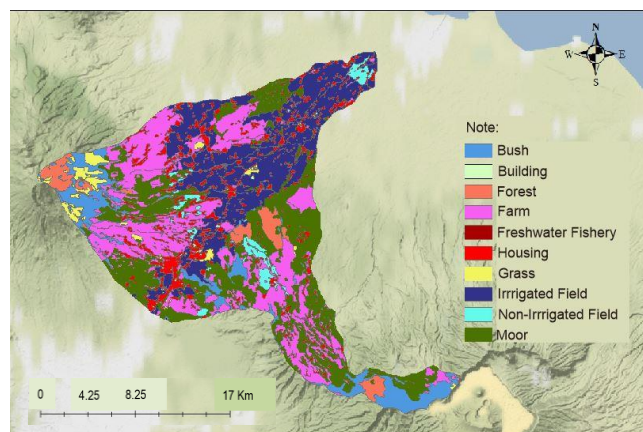 N
W E
S
Note:
Bush
Building
Forest
Farm
Freshwater Fishery
Housing
Grass
Irrrigated Field
Non-Irrrigated Field
Moor
0 4.25 8.25 17 Km